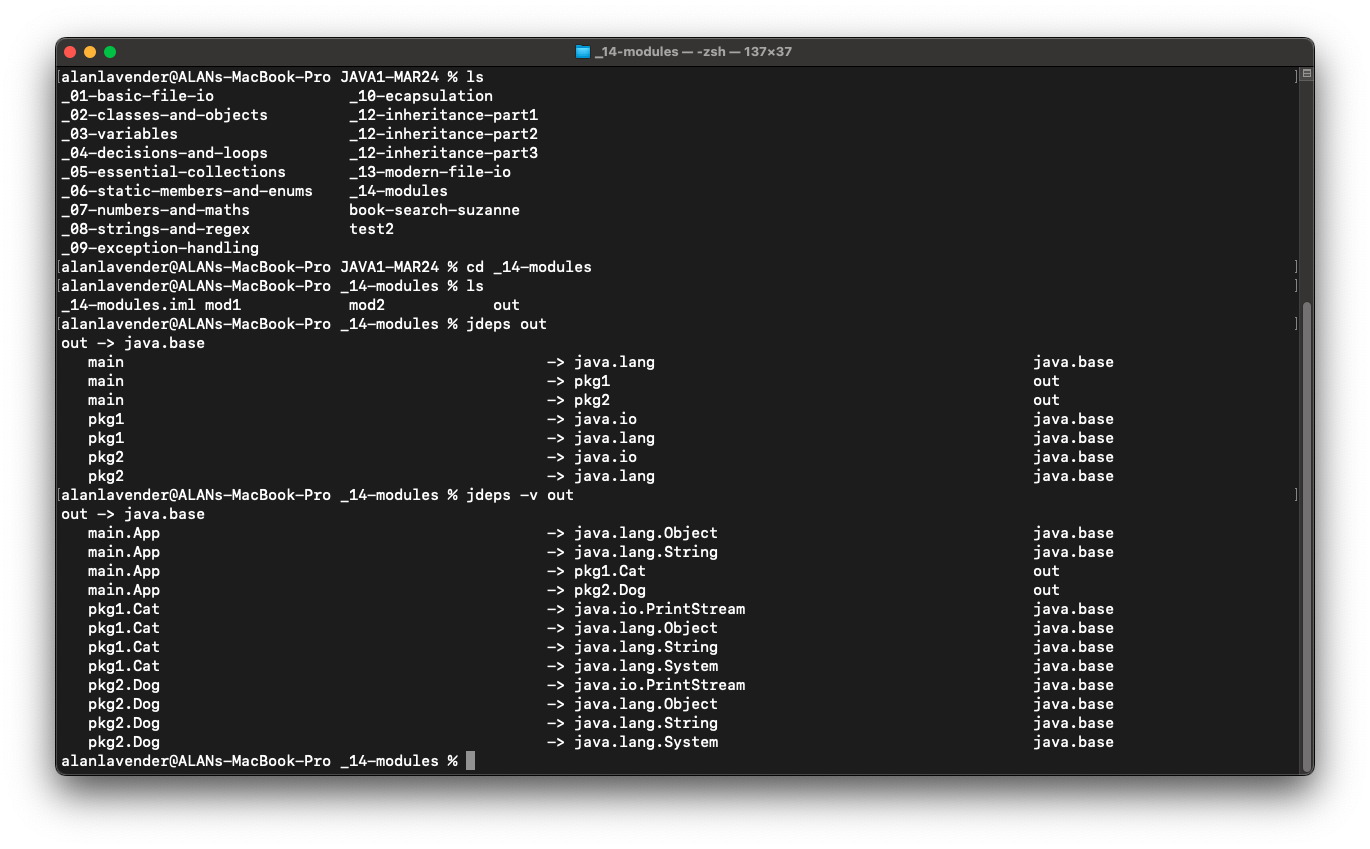 _14-modules — -zsh — 137×37
alanlavender@ALANs-MacBook-Pro JAVA1-MAR24 % ls
_01-basic-file-io _10-ecapsulation
_02-classes-and-objects _12-inheritance-part1
_03-variables _12-inheritance-part2
_04-decisions-and-loops _12-inheritance-part3
_05-essential-collections _13-modern-file-io
_06-static-members-and-enums _14-modules
_07-numbers-and-maths book-search-suzanne
_08-strings-and-regex test2
_09-exception-handling
alanlavender@ALANs-MacBook-Pro JAVA1-MAR24 % cd _14-modules
alanlavender@ALANs-MacBook-Pro _14-modules % ls
_14-modules.iml mod1 mod2 out
alanlavender@ALANs-MacBook-Pro _14-modules % jdeps out
out -> java.base
main -> java.lang java.base
main -> pkg1 out
main -> pkg2 out
pkg1 -> java.io java.base
pkg1 -> java.lang java.base
pkg2 -> java.io java.base
pkg2 -> java.lang java.base
alanlavender@ALANs-MacBook-Pro _14-modules % jdeps -v out
out -> java.base
main.App -> java.lang.Object java.base
main.App -> java.lang.String java.base
main.App -> pkg1.Cat out
main.App -> pkg2.Dog out
pkg1.Cat -> java.io.PrintStream java.base
pkg1.Cat -> java.lang.Object java.base
pkg1.Cat -> java.lang.String java.base
pkg1.Cat -> java.lang.System java.base
pkg2.Dog -> java.io.PrintStream java.base
pkg2.Dog -> java.lang.Object java.base
pkg2.Dog -> java.lang.String java.base
pkg2.Dog -> java.lang.System java.base
alanlavender@ALANs-MacBook-Pro _14-modules %